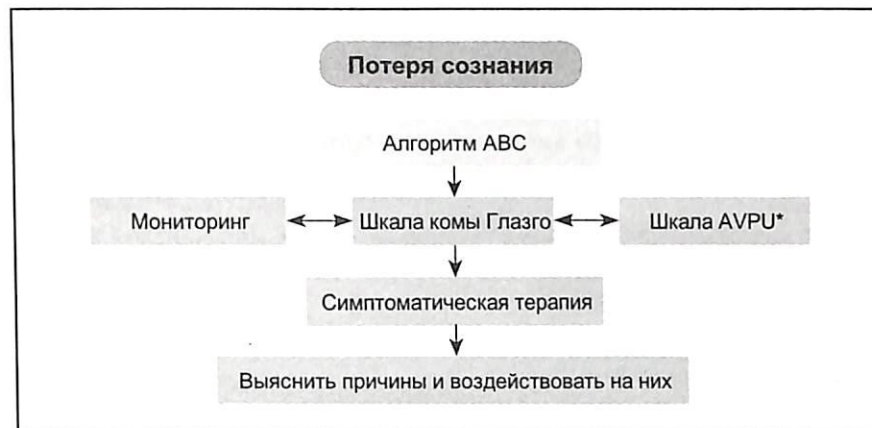 Потеря сознания
Алгоритм ABC
Мониторинг
Шкала комы Глазго
Шкала AVPU*
Симптоматическая терапия
Выяснить причины и воздействовать на них